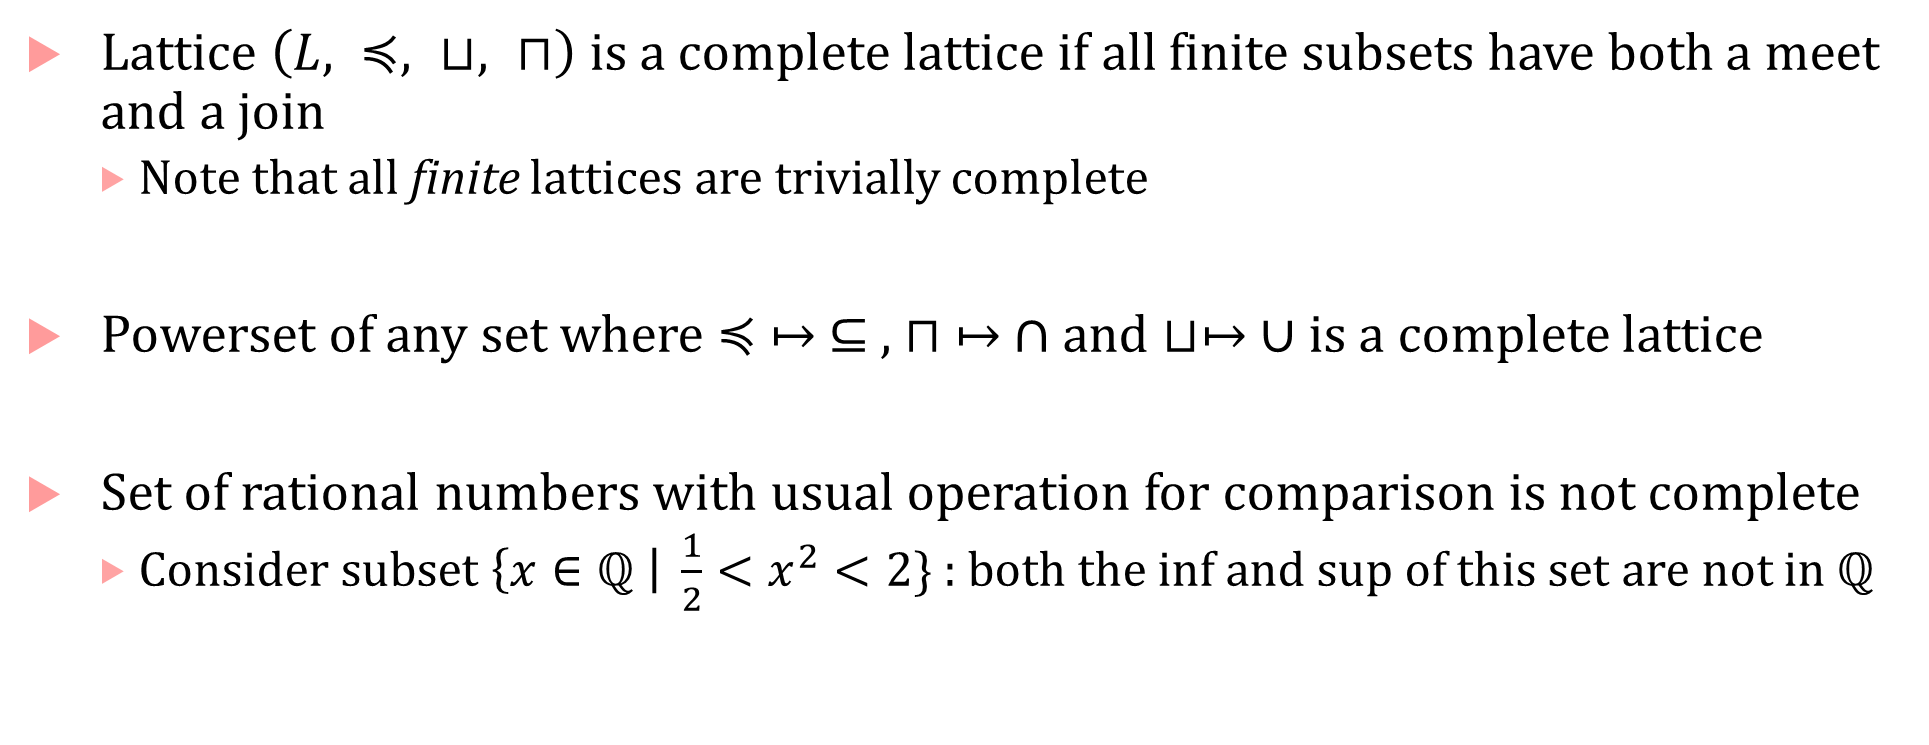 Lattice (L, ≼, ⊔, ⊓) is a complete lattice if all finite subsets have both a meet
and a join
Note that all finite lattices are trivially complete
Powerset of any set where ≼ ↦ ⊆ , ⊓ ↦ ∩ and ⊔↦ ∪ is a complete lattice
Set of rational numbers with usual operation for comparison is not complete
Consider subset {x ∈ ℚ | 1/2 < x² < 2} : both the inf and sup of this set are not in ℚ